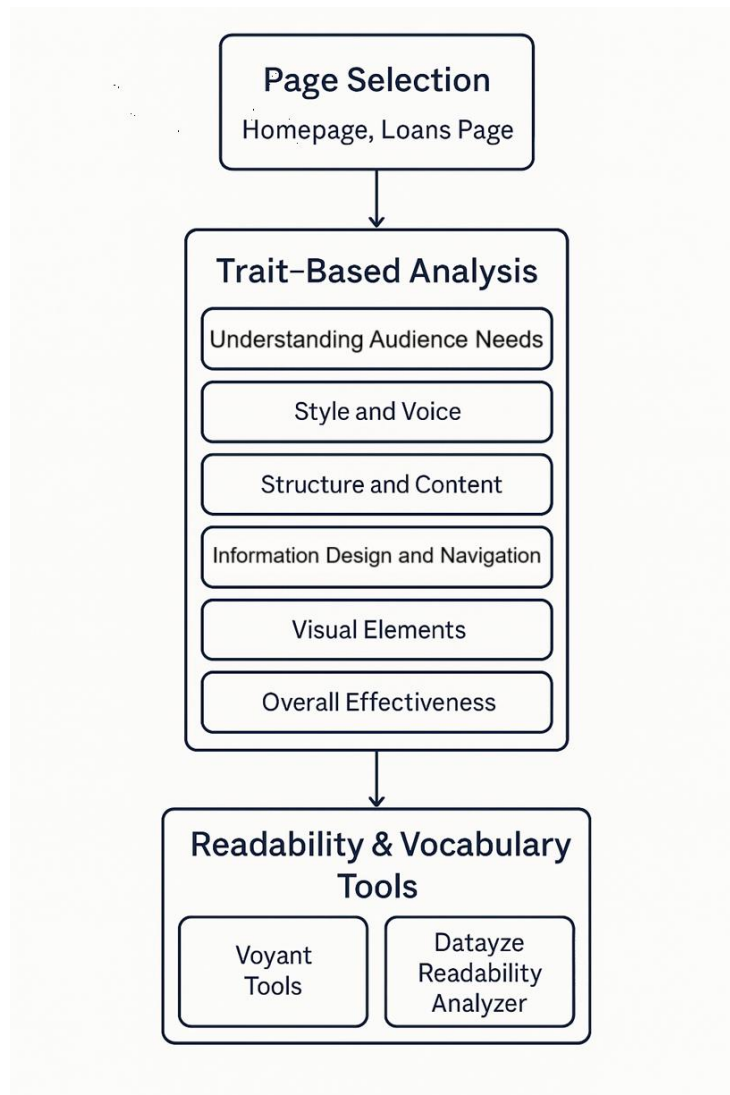 Page Selection
Homepage, Loans Page
Trait-Based Analysis
Understanding Audience Needs
Style and Voice
Structure and Content
Information Design and Navigation
Visual Elements
Overall Effectiveness
Readability & Vocabulary
Tools
Voyant
Tools
Datayze
Readability
Analyzer